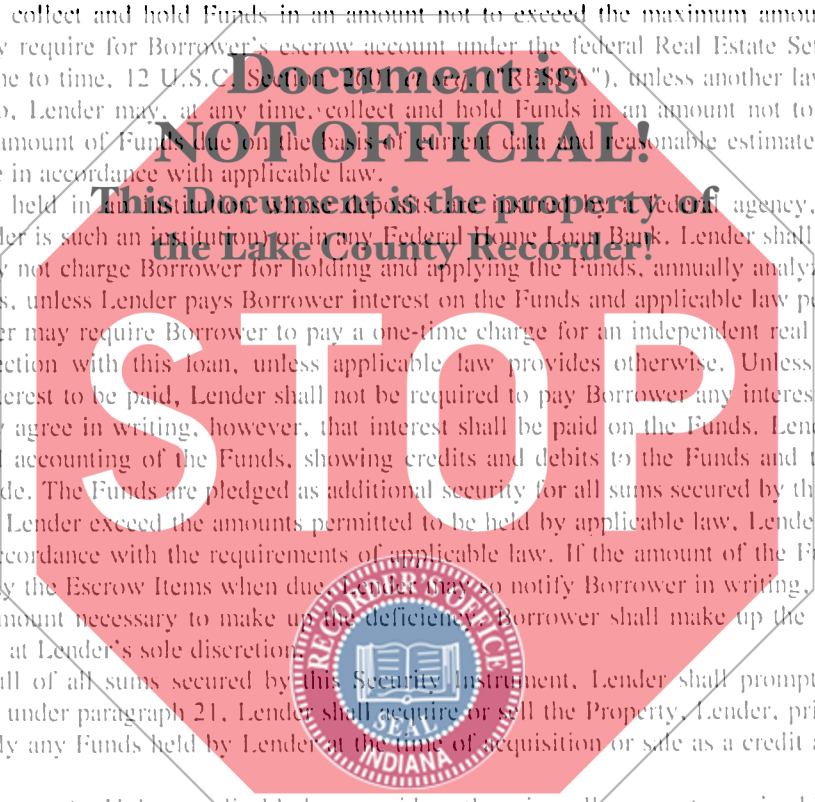 collect and hold Funds in an amount not to exceed the maximum amou
y require for Borrower's escrow account under the federal Real Estate Se
ne to time, 12 U.S.C. Section 2601 et seq. ("RESPA"), unless another la
o, Lender may, at any time, collect and hold Funds in an amount not to
amount of Funds due on the basis of current data and reasonable estimate
e in accordance with applicable law.
held in an institution whose deposits are insured by a federal agency,
der is such an institution) or in any Federal Home Loan Bank. Lender shall
y not charge Borrower for holding and applying the Funds, annually analyz
s, unless Lender pays Borrower interest on the Funds and applicable law pe
er may require Borrower to pay a one-time charge for an independent real
ection with this loan, unless applicable law provides otherwise. Unless
terest to be paid, Lender shall not be required to pay Borrower any interes
y agree in writing, however, that interest shall be paid on the Funds. Lend
l accounting of the Funds, showing credits and debits to the Funds and t
de. The Funds are pledged as additional security for all sums secured by th
Lender exceed the amounts permitted to be held by applicable law, Lende
ccordance with the requirements of applicable law. If the amount of the F
y the Escrow Items when due, Lender may so notify Borrower in writing,
mount necessary to make up the deficiency. Borrower shall make up the
at Lender's sole discretion.
ull of all sums secured by this Security Instrument, Lender shall prompt
under paragraph 21, Lender shall acquire or sell the Property, Lender, pri
ly any Funds held by Lender at the time of acquisition or sale as a credit a
Document is
NOT OFFICIAL!
This Document is the property of
the Lake County Recorder!
STOP
RECORDER'S OFFICE
SEAL
INDIANA